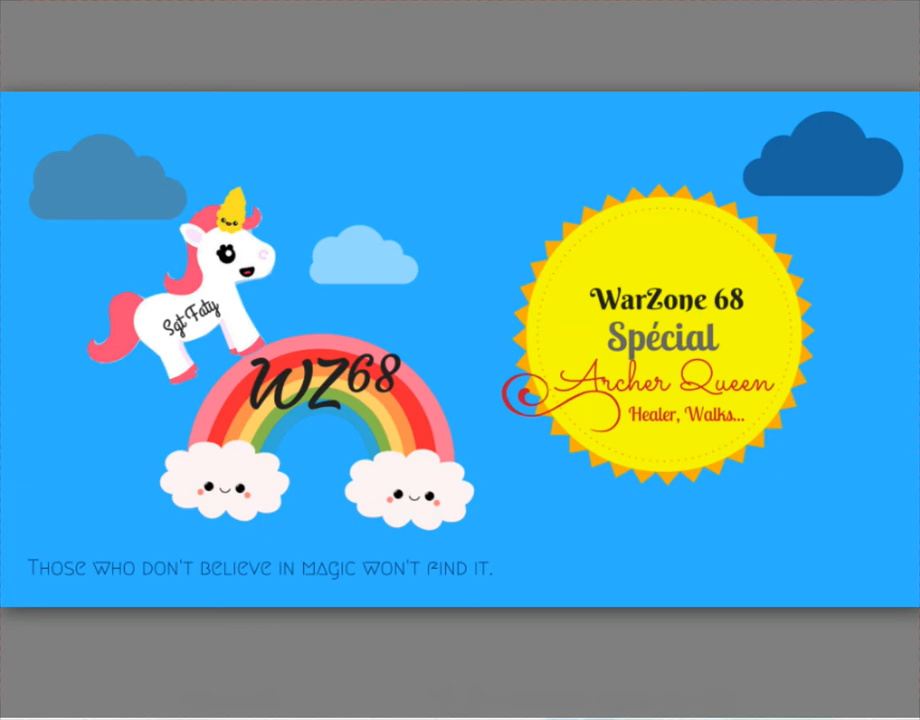 Sgt Faty
WZ68
WarZone 68
Spécial
Archer Queen
Healer, Walks...
Those who don't believe in magic won't find it.